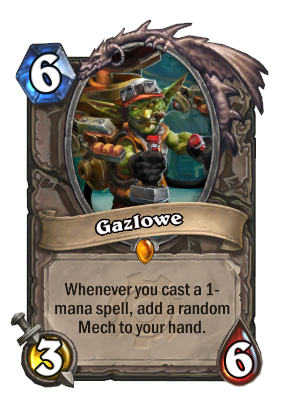 6
Gazlowe
Whenever you cast a 1-
mana spell, add a random
Mech to your hand.
3
6